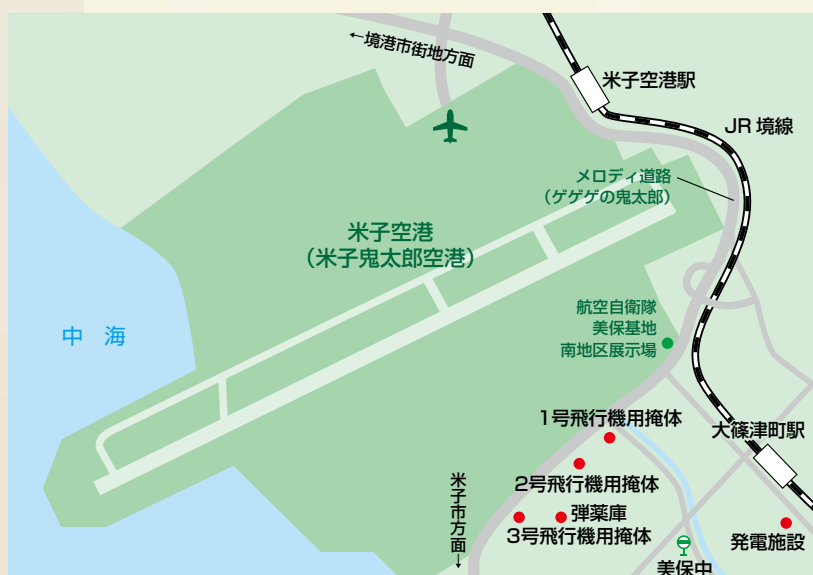 ←境港市街地方面
米子空港駅
JR 境線
メロディ道路
（ゲゲゲの鬼太郎）
米子空港
（米子鬼太郎空港）
中 海
航空自衛隊
美保基地
南地区展示場
1号飛行機用掩体
大篠津町駅
2号飛行機用掩体
弾薬庫
3号飛行機用掩体
米子市方面→
発電施設
美保中